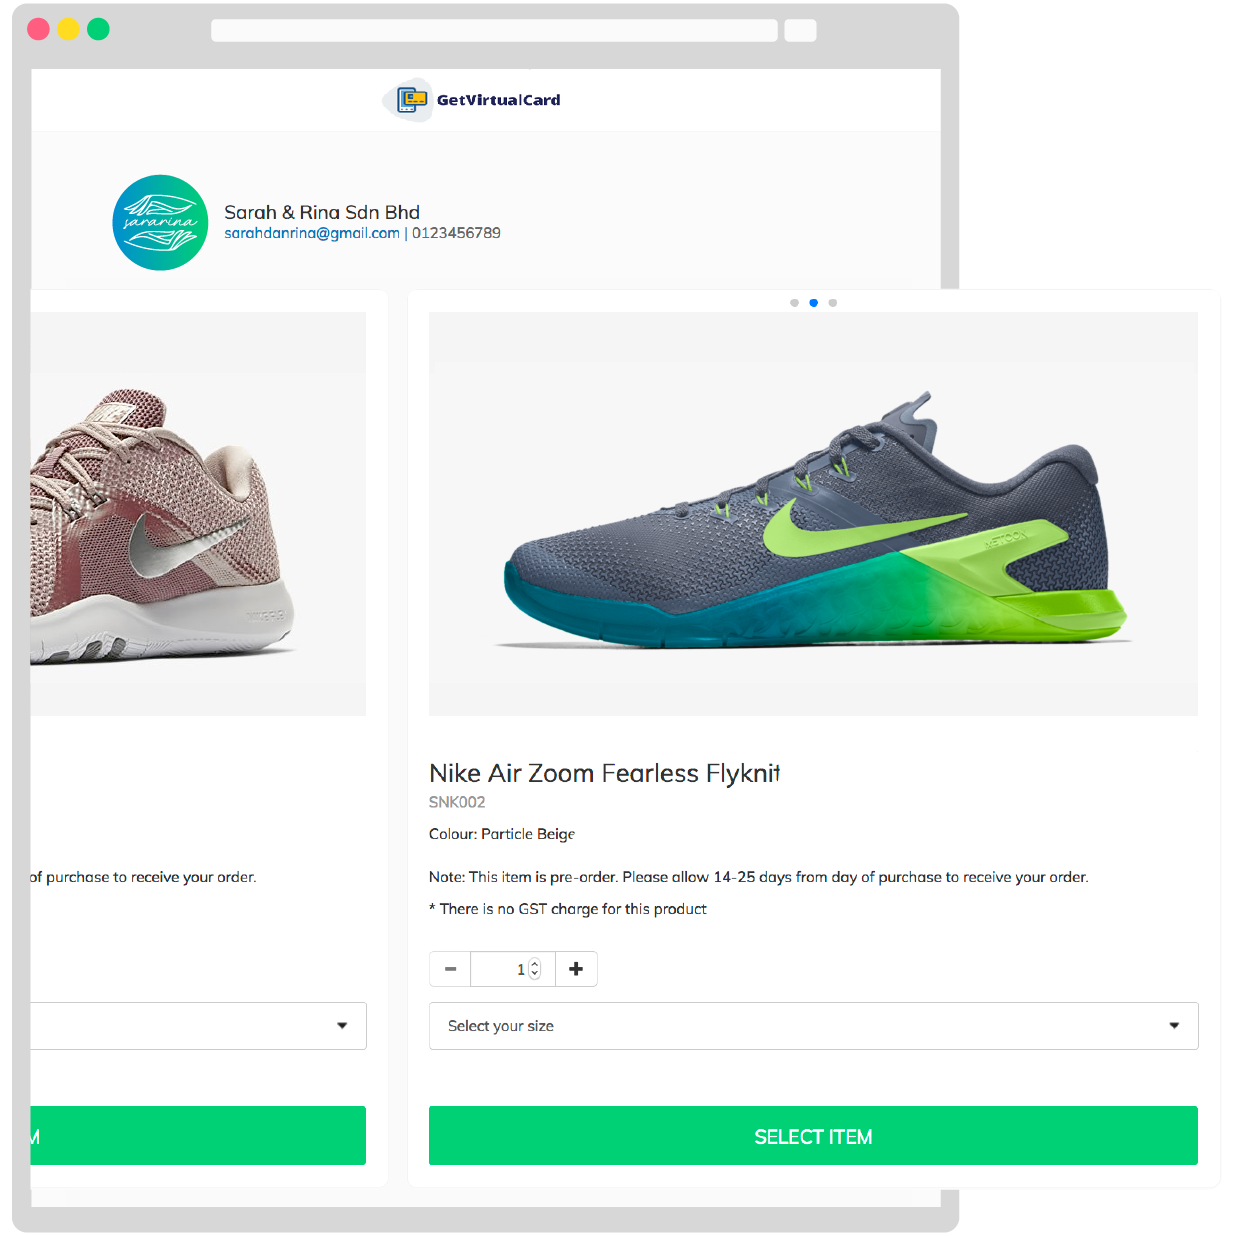 GetVirtualCard
sararina
Sarah & Rina Sdn Bhd
sarahdanrina@gmail.com | 0123456789
METCON
Nike Air Zoom Fearless Flyknit
SNK002
Colour: Particle Beige
of purchase to receive your order.
Note: This item is pre-order. Please allow 14-25 days from day of purchase to receive your order.
* There is no GST charge for this product
1
Select your size
M
SELECT ITEM